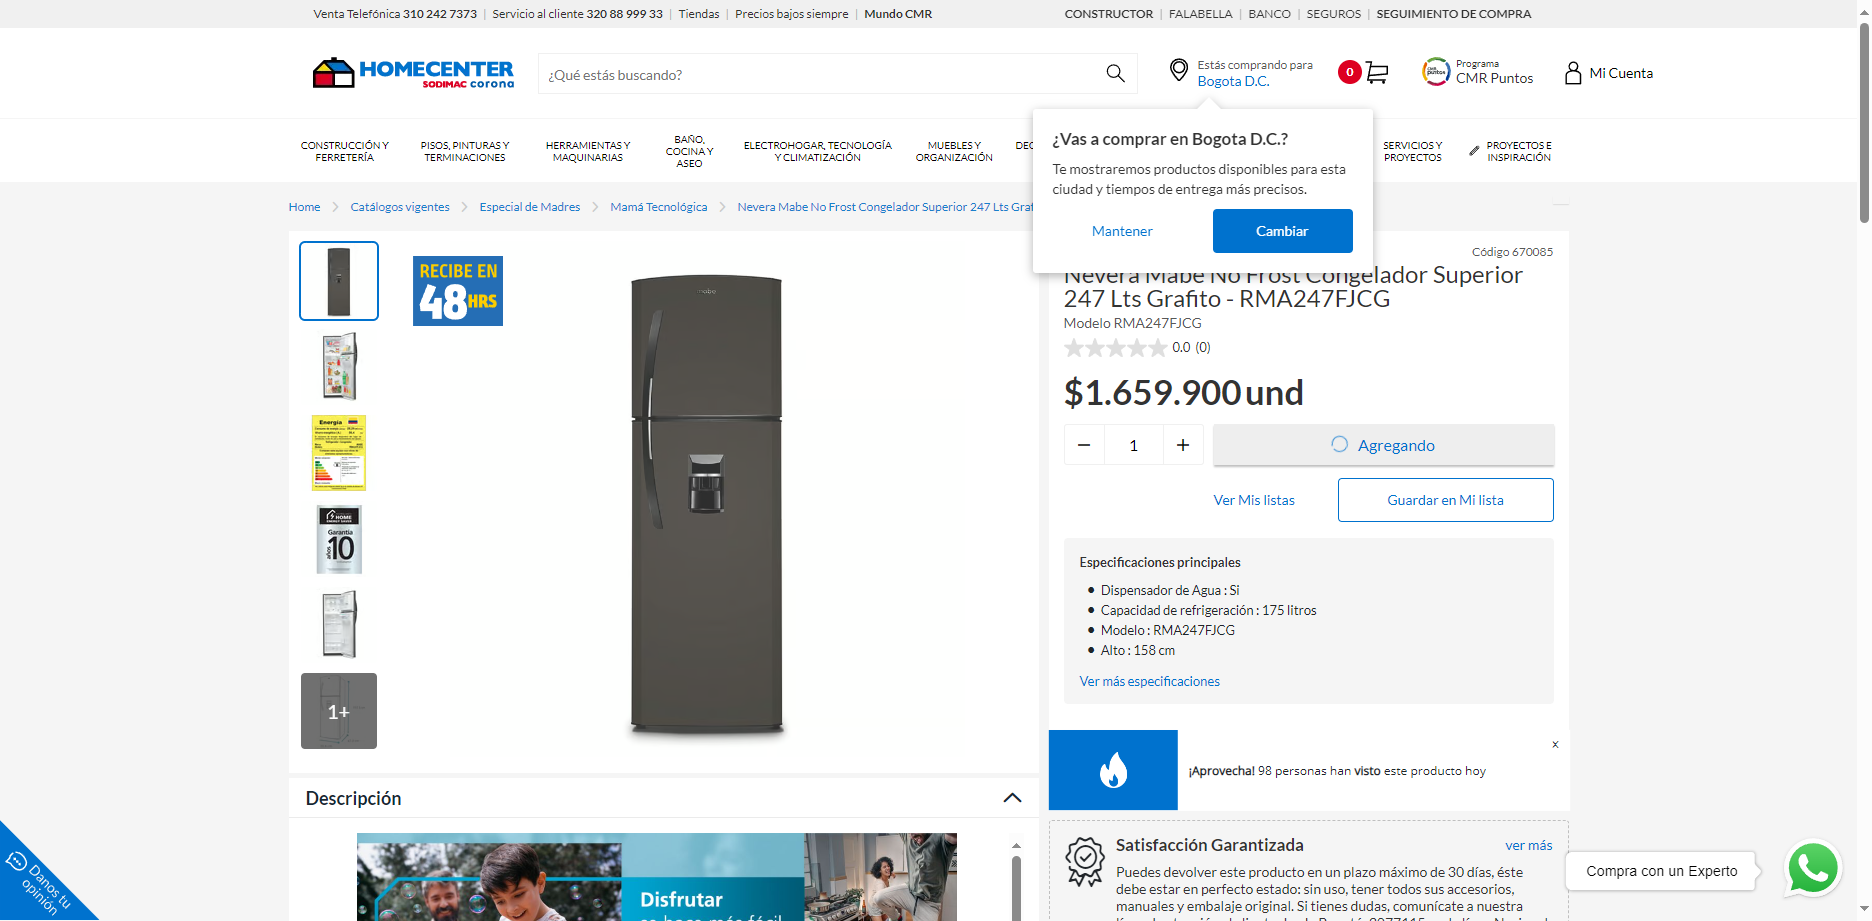 Venta Telefónica 310 242 7373 | Servicio al cliente 320 88 999 33 | Tiendas | Precios bajos siempre | Mundo CMR
CONSTRUCTOR | FALABELLA | BANCO | SEGUROS | SEGUIMIENTO DE COMPRA
HOMECENTER
SODIMAC corona
¿Qué estás buscando?
Estás comprando para
Bogota D.C.
0
Programa
CMR Puntos
Mi Cuenta
CONSTRUCCIÓN Y
FERRETERÍA
PISOS, PINTURAS Y
TERMINACIONES
HERRAMIENTAS Y
MAQUINARIAS
BAÑO,
COCINA Y
ASEO
ELECTROHOGAR, TECNOLOGÍA
Y CLIMATIZACIÓN
MUEBLES Y
ORGANIZACIÓN
SERVICIOS Y
PROYECTOS
PROYECTOS E
INSPIRACIÓN
¿Vas a comprar en Bogota D.C.?
Te mostraremos productos disponibles para esta
ciudad y tiempos de entrega más precisos.
Mantener
Cambiar
Home > Catálogos vigentes > Especial de Madres > Mamá Tecnológica > Nevera Mabe No Frost Congelador Superior 247 Lts Graf
RECIBE EN
48HRS
mabe
Energía
HOME
Garantía
años 10
1+
Código 670085
Nevera Mabe No Frost Congelador Superior
247 Lts Grafito - RMA247FJCG
Modelo RMA247FJCG
0.0 (0)
$1.659.900 und
− 1 +
Agregando
Ver Mis listas
Guardar en Mi lista
Especificaciones principales
Dispensador de Agua : Si
Capacidad de refrigeración : 175 litros
Modelo : RMA247FJCG
Alto : 158 cm
Ver más especificaciones
¡Aprovecha! 98 personas han visto este producto hoy
x
Descripción
Disfrutar
se hace más fácil
Satisfacción Garantizada
ver más
Puedes devolver este producto en un plazo máximo de 30 días, éste
debe estar en perfecto estado: sin uso, tener todos sus accesorios,
manuales y embalaje original. Si tienes dudas, comunícate a nuestra
Compra con un Experto
Danos tu
opinión